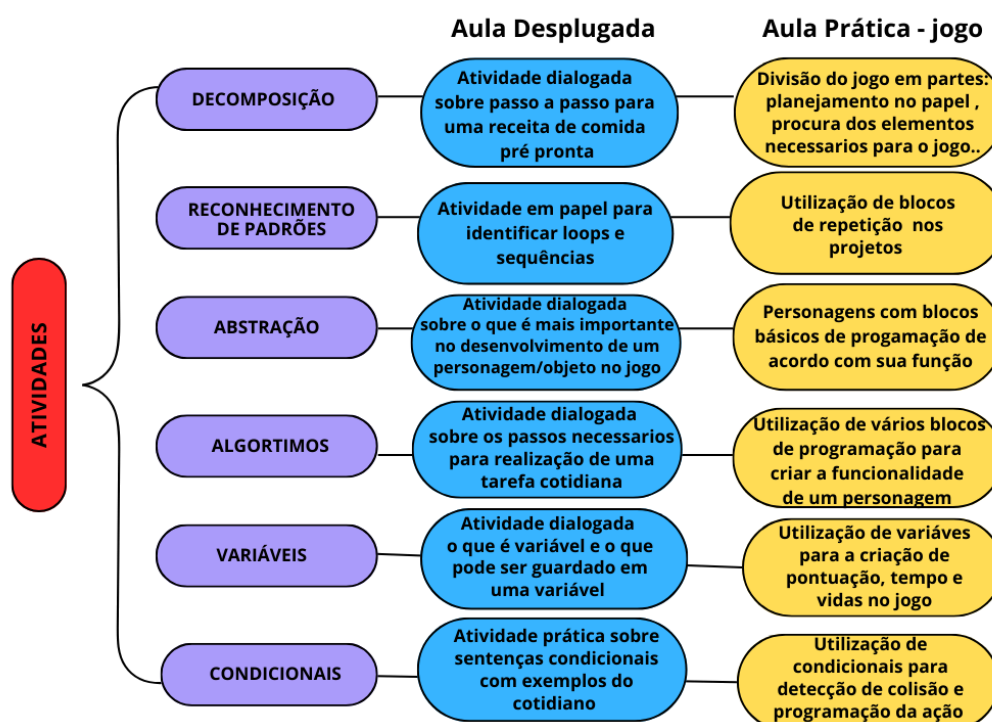 Aula Desplugada
Aula Prática - jogo
ATIVIDADES
DECOMPOSIÇÃO
Atividade dialogada
sobre passo a passo para
uma receita de comida
pré pronta
Divisão do jogo em partes:
planejamento no papel ,
procura dos elementos
necessarios para o jogo..
RECONHECIMENTO
DE PADRÕES
Atividade em papel para
identificar loops e
sequências
Utilização de blocos
de repetição nos
projetos
ABSTRAÇÃO
Atividade dialogada
sobre o que é mais importante
no desenvolvimento de um
personagem/objeto no jogo
Personagens com blocos
básicos de progamação de
acordo com sua função
ALGORTIMOS
Atividade dialogada
sobre os passos necessarios
para realização de uma
tarefa cotidiana
Utilização de vários blocos
de programação para
criar a funcionalidade
de um personagem
VARIÁVEIS
Atividade dialogada
o que é variável e o que
pode ser guardado em
uma variável
Utilização de variáves
para a criação de
pontuação, tempo e
vidas no jogo
CONDICIONAIS
Atividade prática sobre
sentenças condicionais
com exemplos do
cotidiano
Utilização de
condicionais para
detecção de colisão e
programação da ação